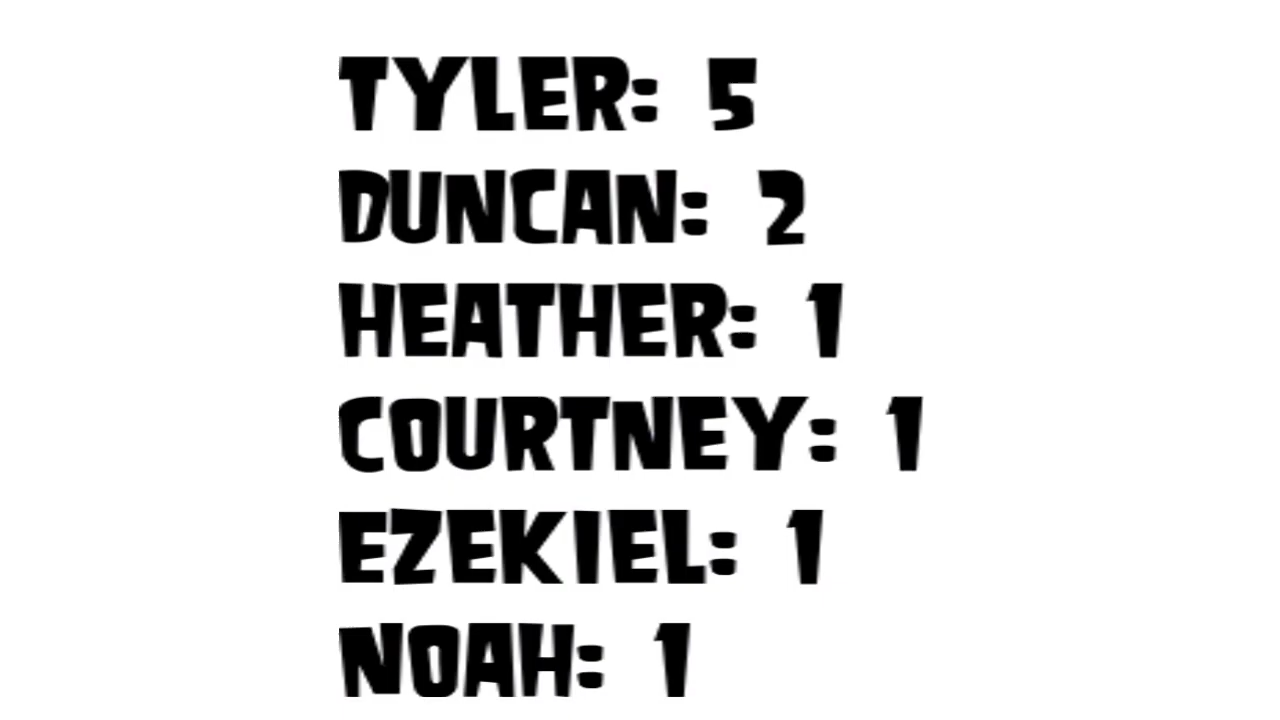 TYLER: 5
DUNCAN: 2
HEATHER: 1
COURTNEY: 1
EZEKIEL: 1
NOAH: 1